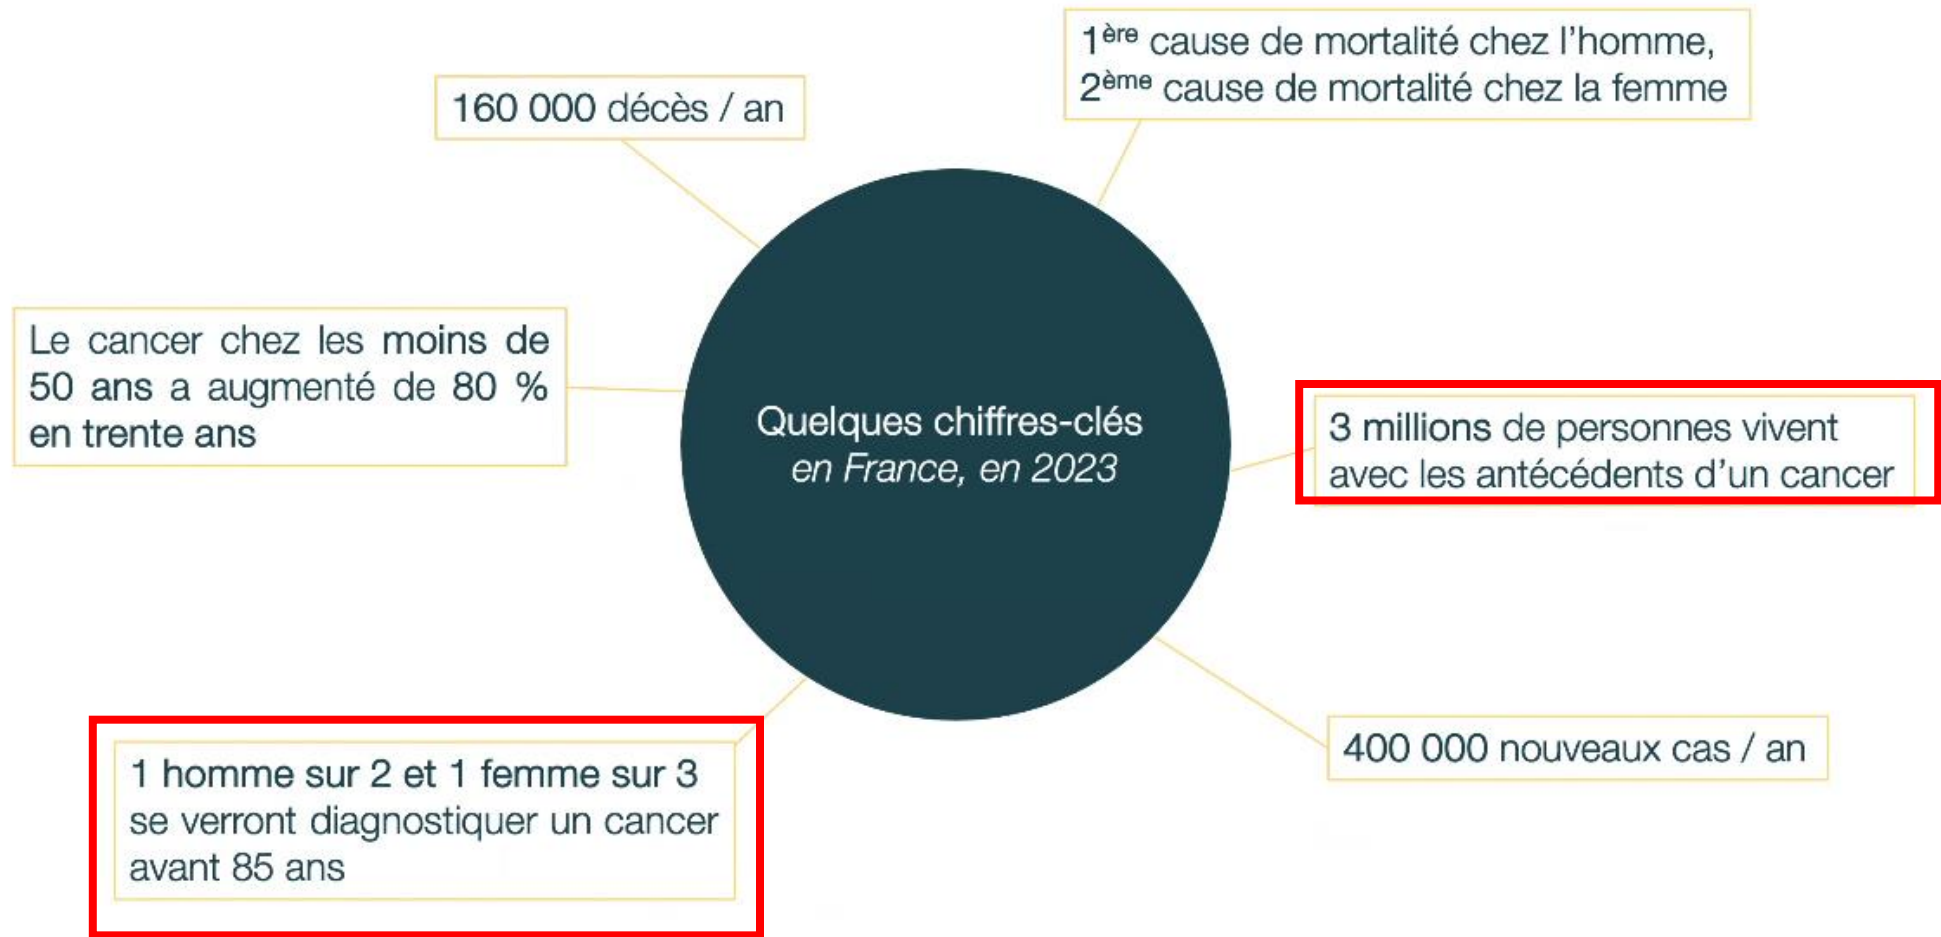 1ère cause de mortalité chez l'homme,
2ème cause de mortalité chez la femme
160 000 décès / an
Le cancer chez les moins de
50 ans a augmenté de 80 %
en trente ans
Quelques chiffres-clés
en France, en 2023
3 millions de personnes vivent
avec les antécédents d'un cancer
400 000 nouveaux cas / an
1 homme sur 2 et 1 femme sur 3
se verront diagnostiquer un cancer
avant 85 ans